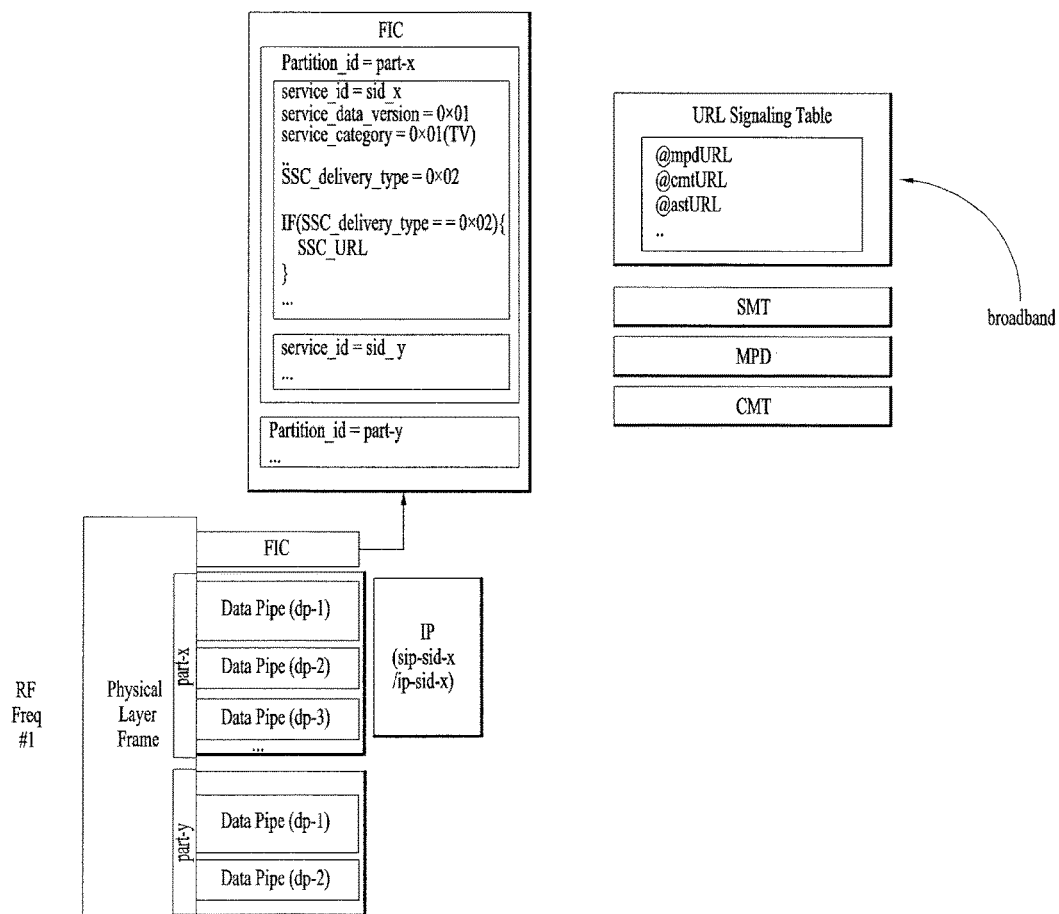 FIC
Partition_id = part-x
service_id = sid_x
service_data_version = 0×01
service_category = 0×01(TV)
..
SSC_delivery_type = 0×02
IF(SSC_delivery_type = = 0×02){
SSC_URL
}
...
service_id = sid_y
...
Partition_id = part-y
...
URL Signaling Table
@mpdURL
@cmtURL
@astURL
..
SMT
MPD
CMT
broadband
RF
Freq
#1
Physical
Layer
Frame
FIC
part-x
Data Pipe (dp-1)
Data Pipe (dp-2)
Data Pipe (dp-3)
...
IP
(sip-sid-x
/ip-sid-x)
part-y
Data Pipe (dp-1)
Data Pipe (dp-2)